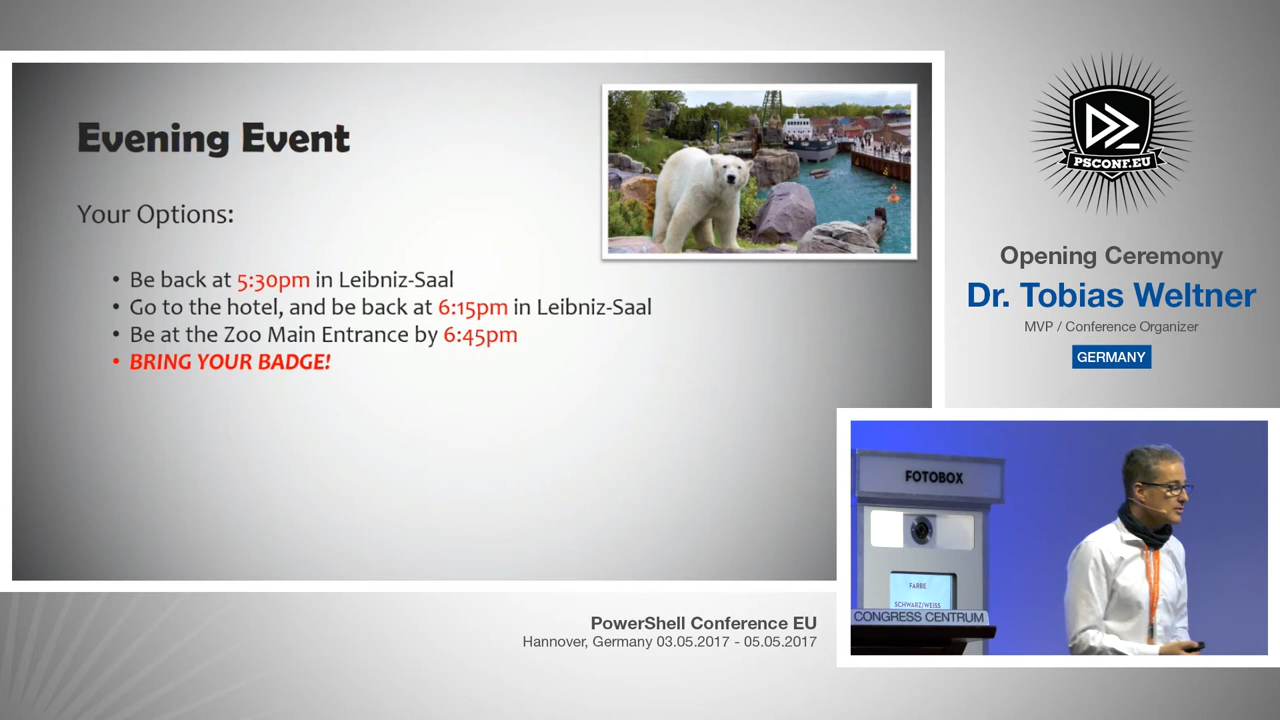 Evening Event
Your Options:
• Be back at 5:30pm in Leibniz-Saal
• Go to the hotel, and be back at 6:15pm in Leibniz-Saal
• Be at the Zoo Main Entrance by 6:45pm
• BRING YOUR BADGE!
PSCONF.EU
Opening Ceremony
Dr. Tobias Weltner
MVP / Conference Organizer
GERMANY
FOTOBOX
FARBE
SCHWARZ/WEISS
CONGRESS CENTRUM
PowerShell Conference EU
Hannover, Germany 03.05.2017 - 05.05.2017